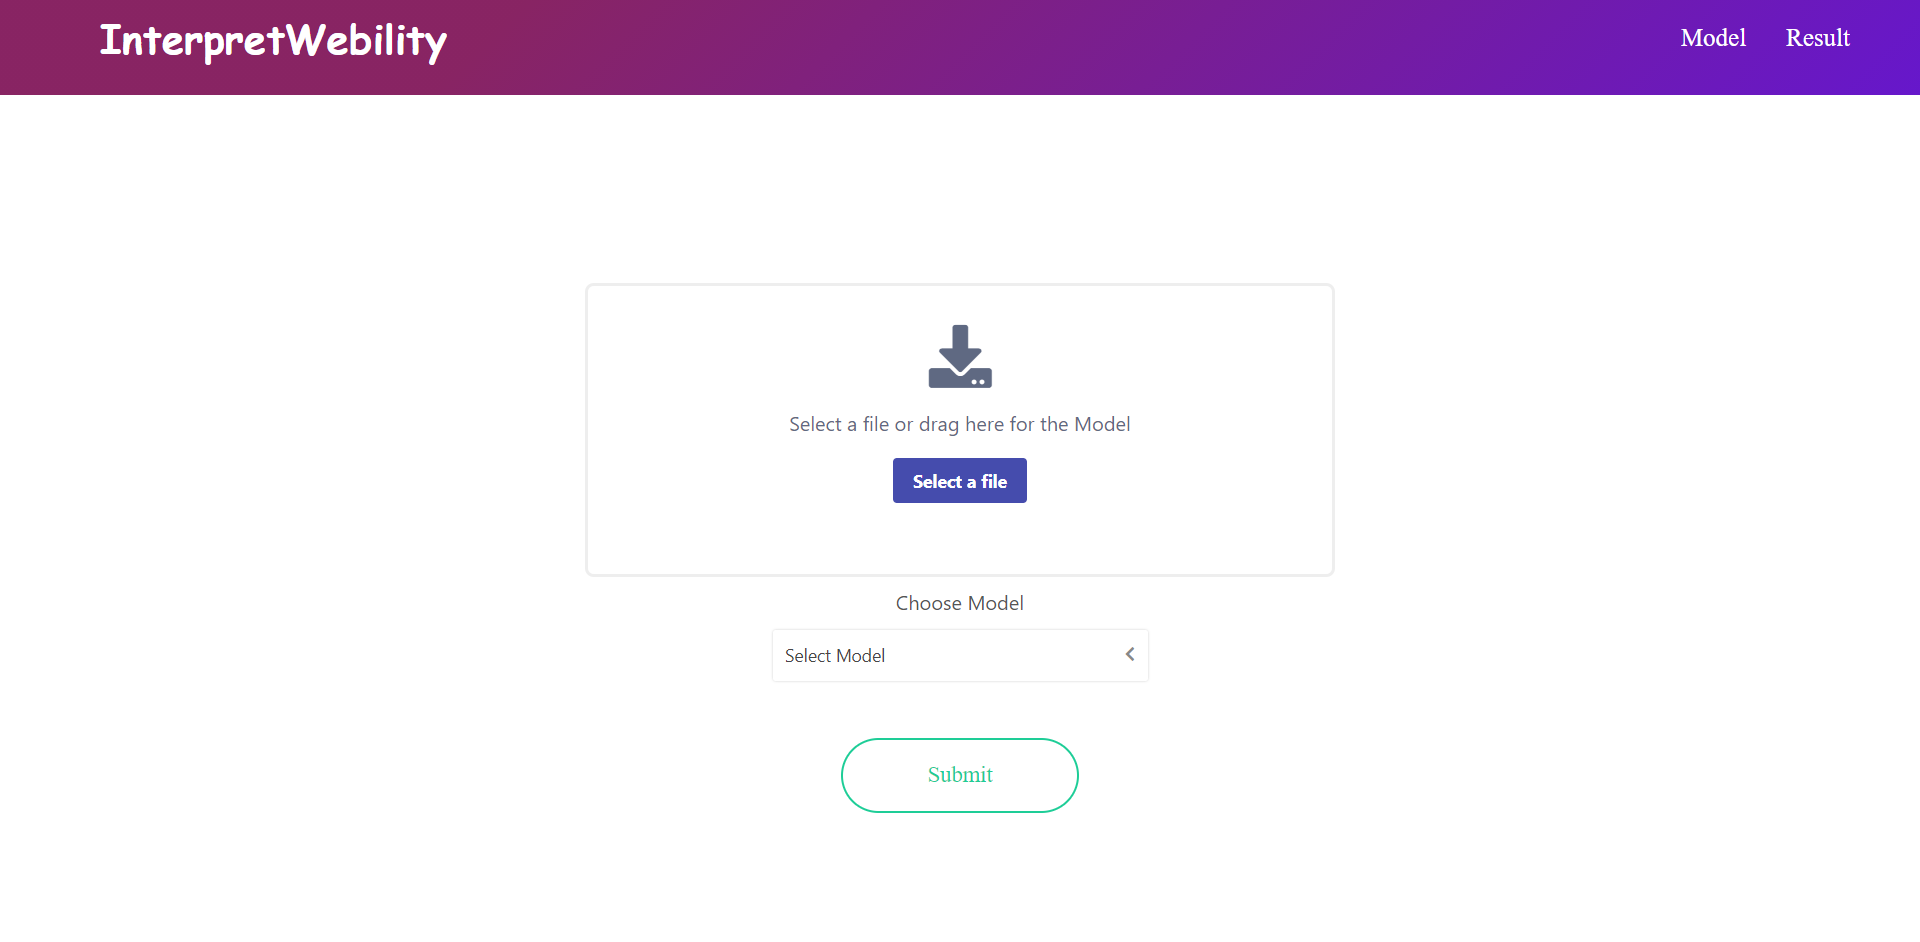 InterpretWebility
Model Result
Select a file or drag here for the Model
Select a file
Choose Model
Select Model
Submit